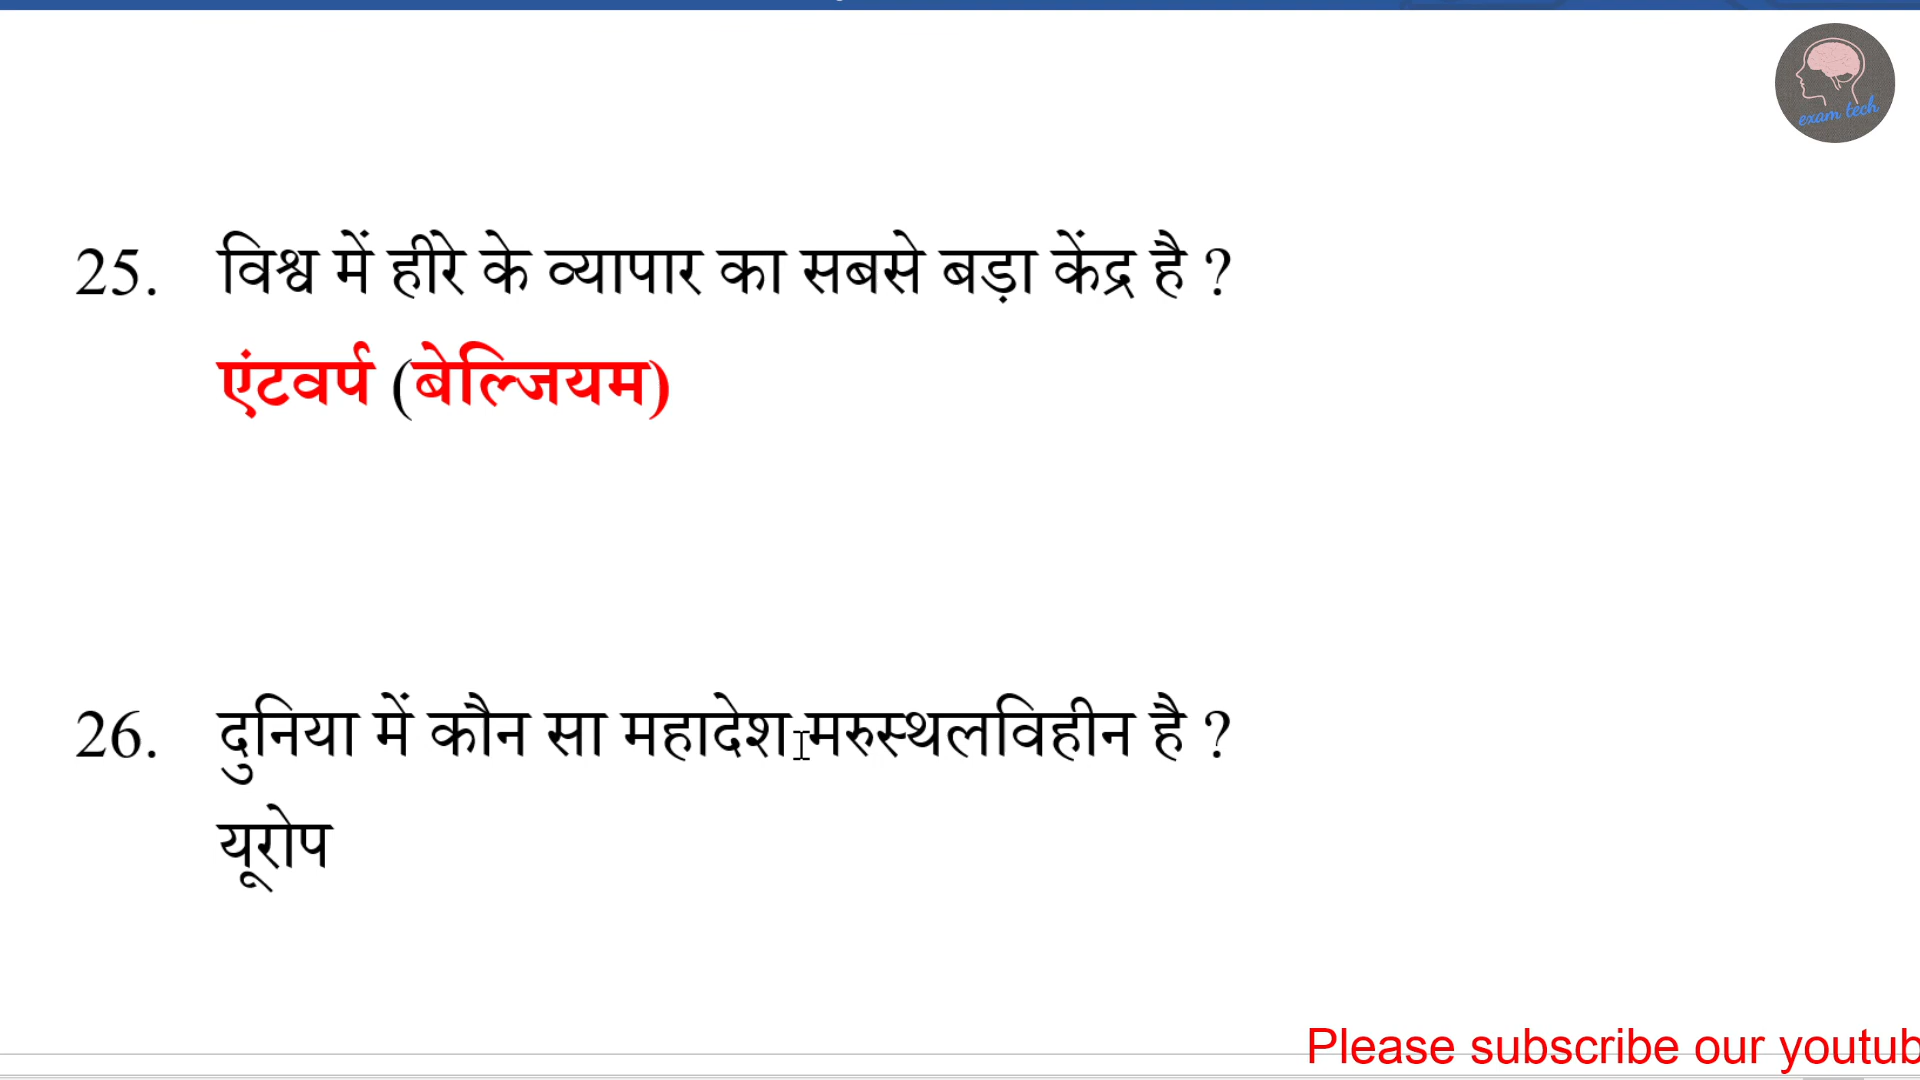 exam tech
25. विश्व में हीरे के व्यापार का सबसे बड़ा केंद्र है ?
एंटवर्प (बेल्जियम)
26. दुनिया में कौन सा महादेश मरुस्थलविहीन है ?
यूरोप
Please subscribe our youtub